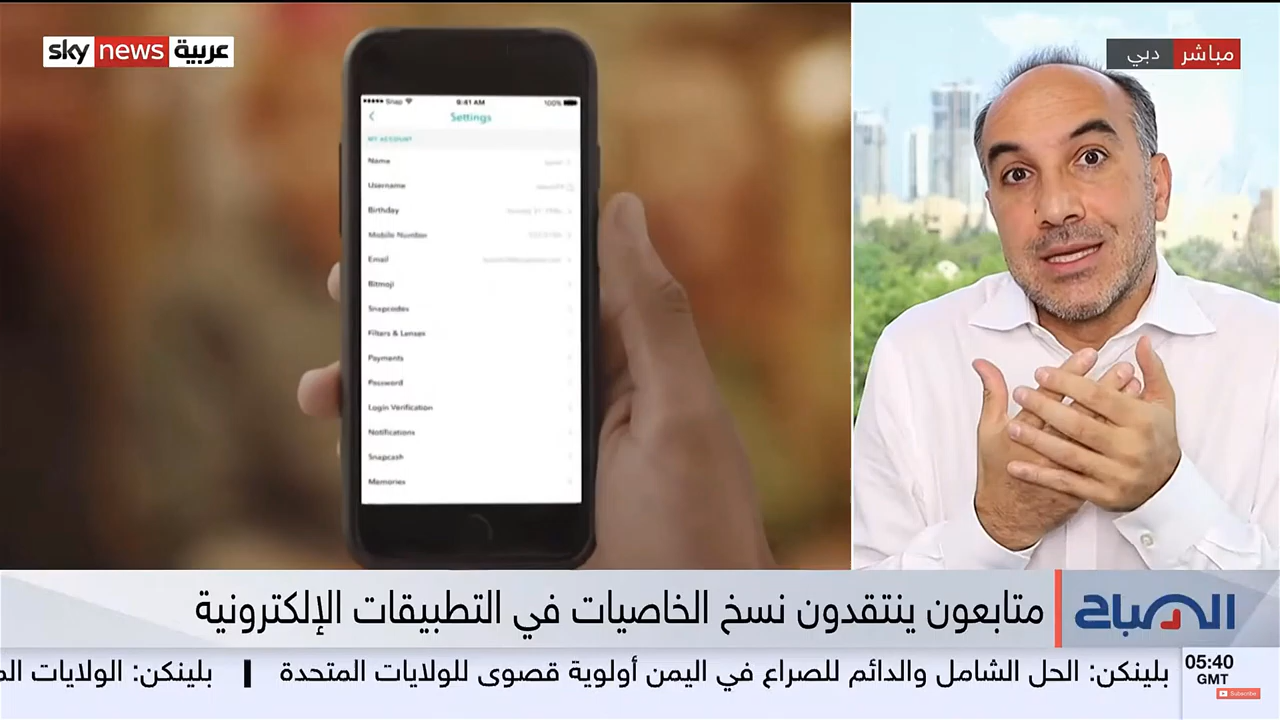 sky news عربية
مباشر دبي
Snap 9:41 AM 100%
Settings
MY ACCOUNT
Name
Username
Birthday
Mobile Number
Email
Bitmoji
Snapcodes
Filters & Lenses
Payments
Password
Login Verification
Notifications
Snapcash
Memories
الصباح
متابعون ينتقدون نسخ الخاصيات في التطبيقات الإلكترونية
05:40
GMT
بلينكن: الحل الشامل والدائم للصراع في اليمن أولوية قصوى للولايات المتحدة | بلينكن: الولايات
Subscribe